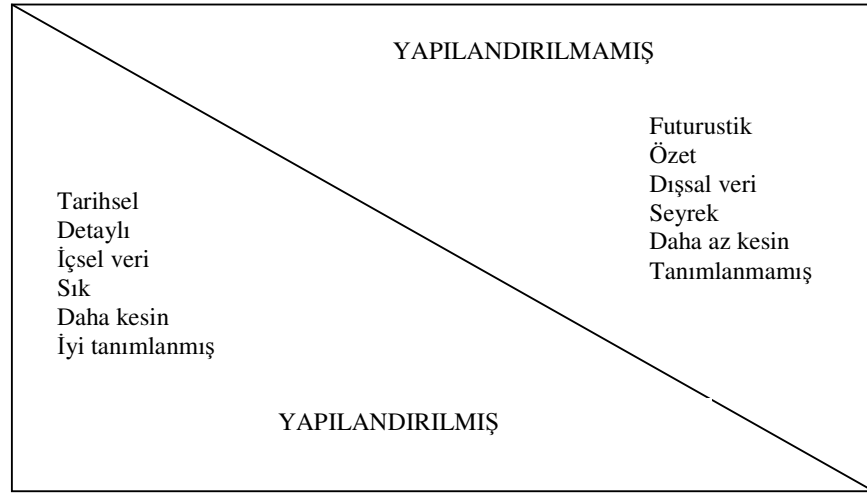 YAPILANDIRILMAMIŞ
Futurustik
Özet
Dışsal veri
Seyrek
Daha az kesin
Tanımlanmamış
Tarihsel
Detaylı
İçsel veri
Sık
Daha kesin
İyi tanımlanmış
YAPILANDIRILMIŞ